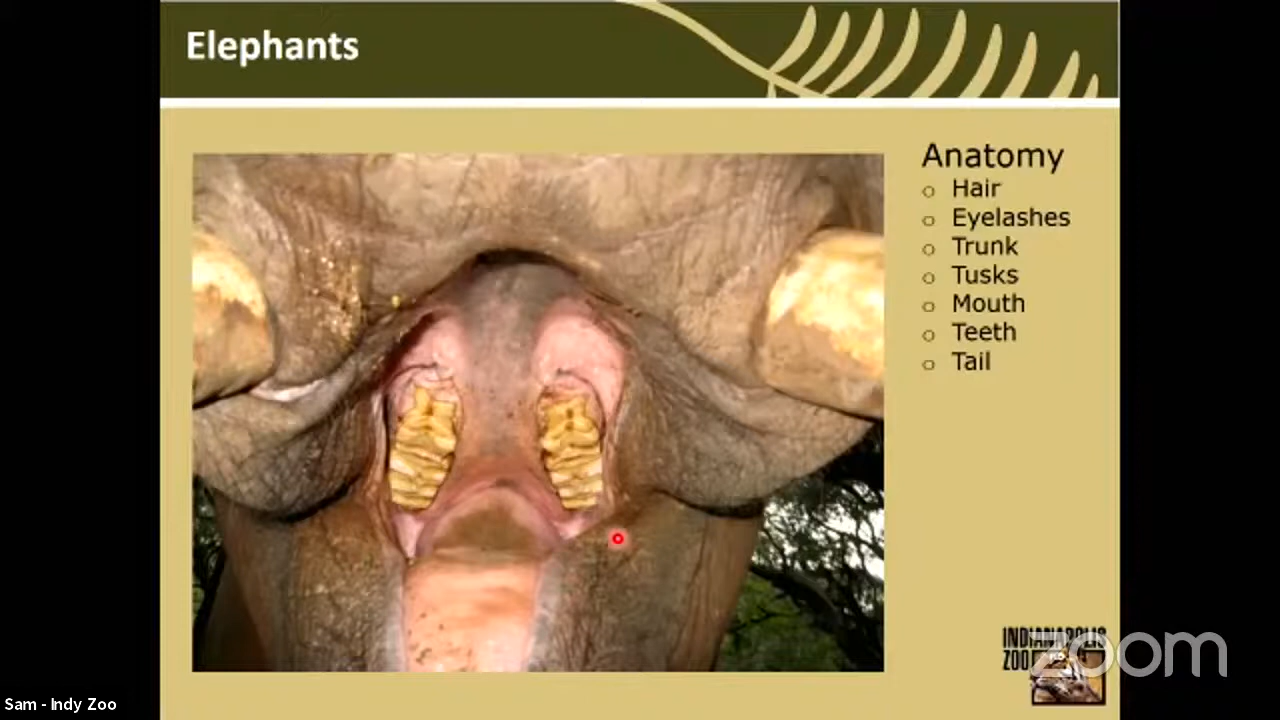 Elephants
Anatomy
o Hair
o Eyelashes
o Trunk
o Tusks
o Mouth
o Teeth
o Tail
INDIANAPOLIS
ZOO
zoom
Sam - Indy Zoo